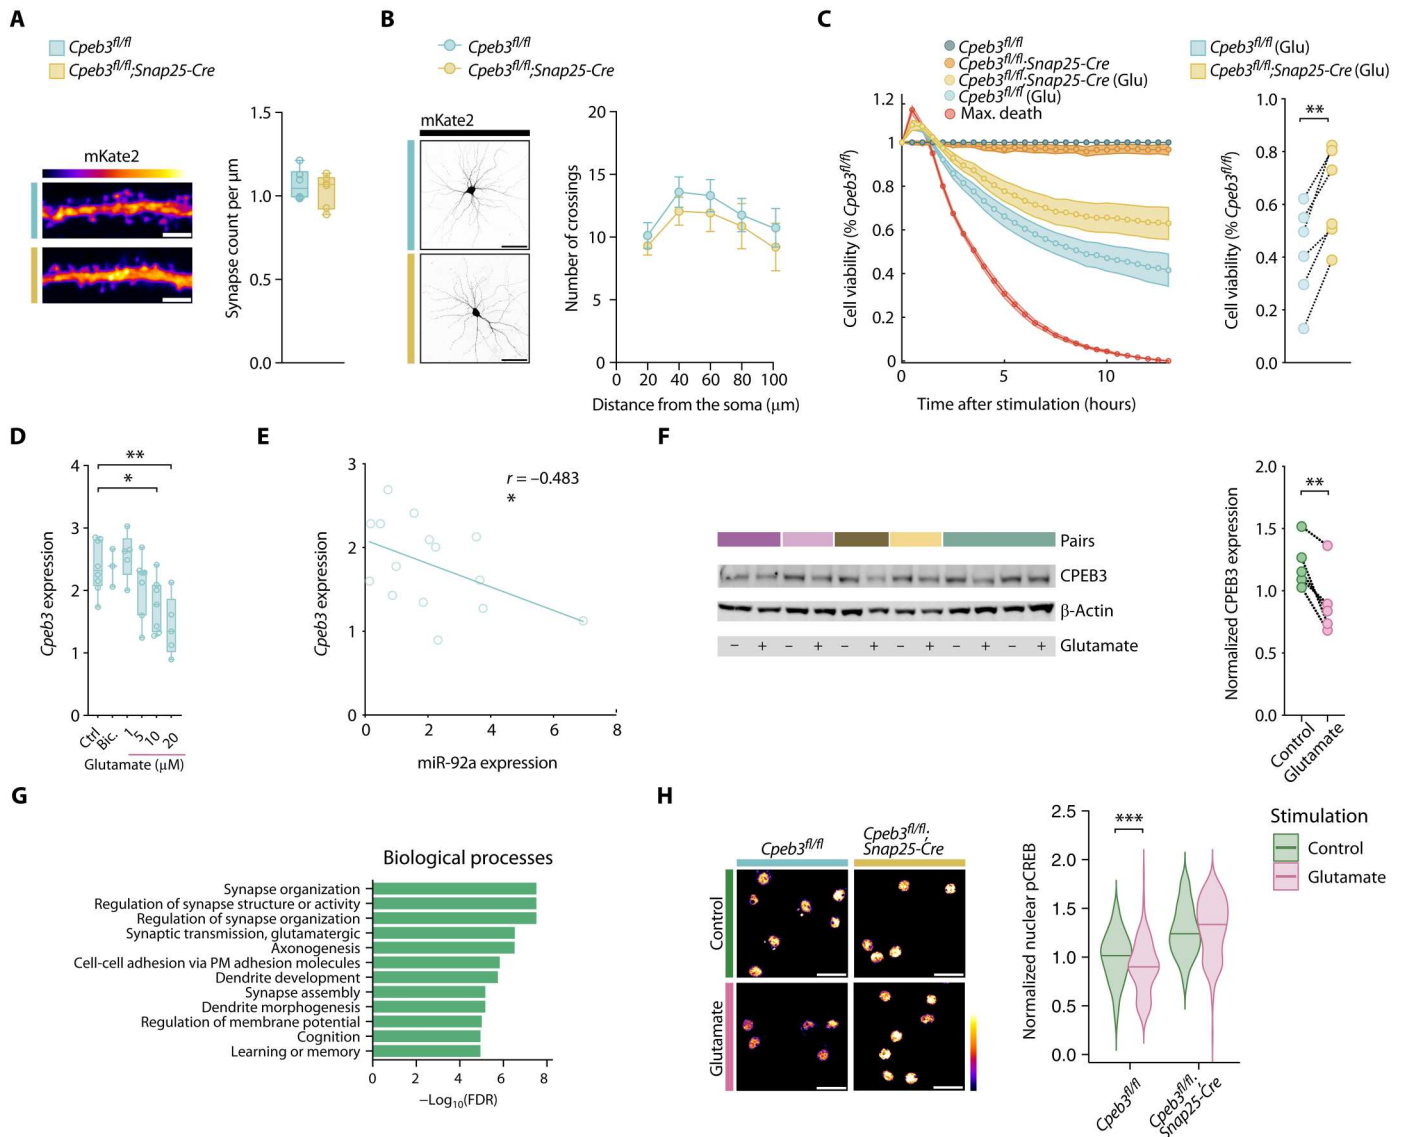 A
Cpeb3fl/fl
Cpeb3fl/fl;Snap25-Cre
mKate2
Synapse count per μm
1.5
1.0
0.5
0.0
B
Cpeb3fl/fl
Cpeb3fl/fl;Snap25-Cre
mKate2
Number of crossings
20
15
10
5
0
0 20 40 60 80 100
Distance from the soma (μm)
C
Cpeb3fl/fl
Cpeb3fl/fl;Snap25-Cre
Cpeb3fl/fl;Snap25-Cre (Glu)
Cpeb3fl/fl (Glu)
Max. death
Cell viability (% Cpeb3fl/fl)
1.2
1
0.8
0.6
0.4
0.2
0
0 5 10
Time after stimulation (hours)
Cpeb3fl/fl (Glu)
Cpeb3fl/fl;Snap25-Cre (Glu)
Cell viability (% Cpeb3fl/fl)
1.0
0.8
0.6
0.4
0.2
0.0
**
D
Cpeb3 expression
4
3
2
1
0
**
*
Ctrl Bic. 1 5 10 20
Glutamate (μM)
E
Cpeb3 expression
3
2
1
0
r = –0.483
*
0 2 4 6 8
miR-92a expression
F
Pairs
CPEB3
β-Actin
– + – + – + – + – + – + Glutamate
Normalized CPEB3 expression
2.0
1.5
1.0
0.5
0.0
**
Control
Glutamate
G
Biological processes
Synapse organization
Regulation of synapse structure or activity
Regulation of synapse organization
Synaptic transmission, glutamatergic
Axonogenesis
Cell-cell adhesion via PM adhesion molecules
Dendrite development
Synapse assembly
Dendrite morphogenesis
Regulation of membrane potential
Cognition
Learning or memory
0 2 4 6 8
–Log10(FDR)
H
Cpeb3fl/fl
Cpeb3fl/fl;
Snap25-Cre
Control
Glutamate
Normalized nuclear pCREB
2.5
2.0
1.5
1.0
0.5
0.0
***
Cpeb3fl/fl
Cpeb3fl/fl;
Snap25-Cre
Stimulation
Control
Glutamate